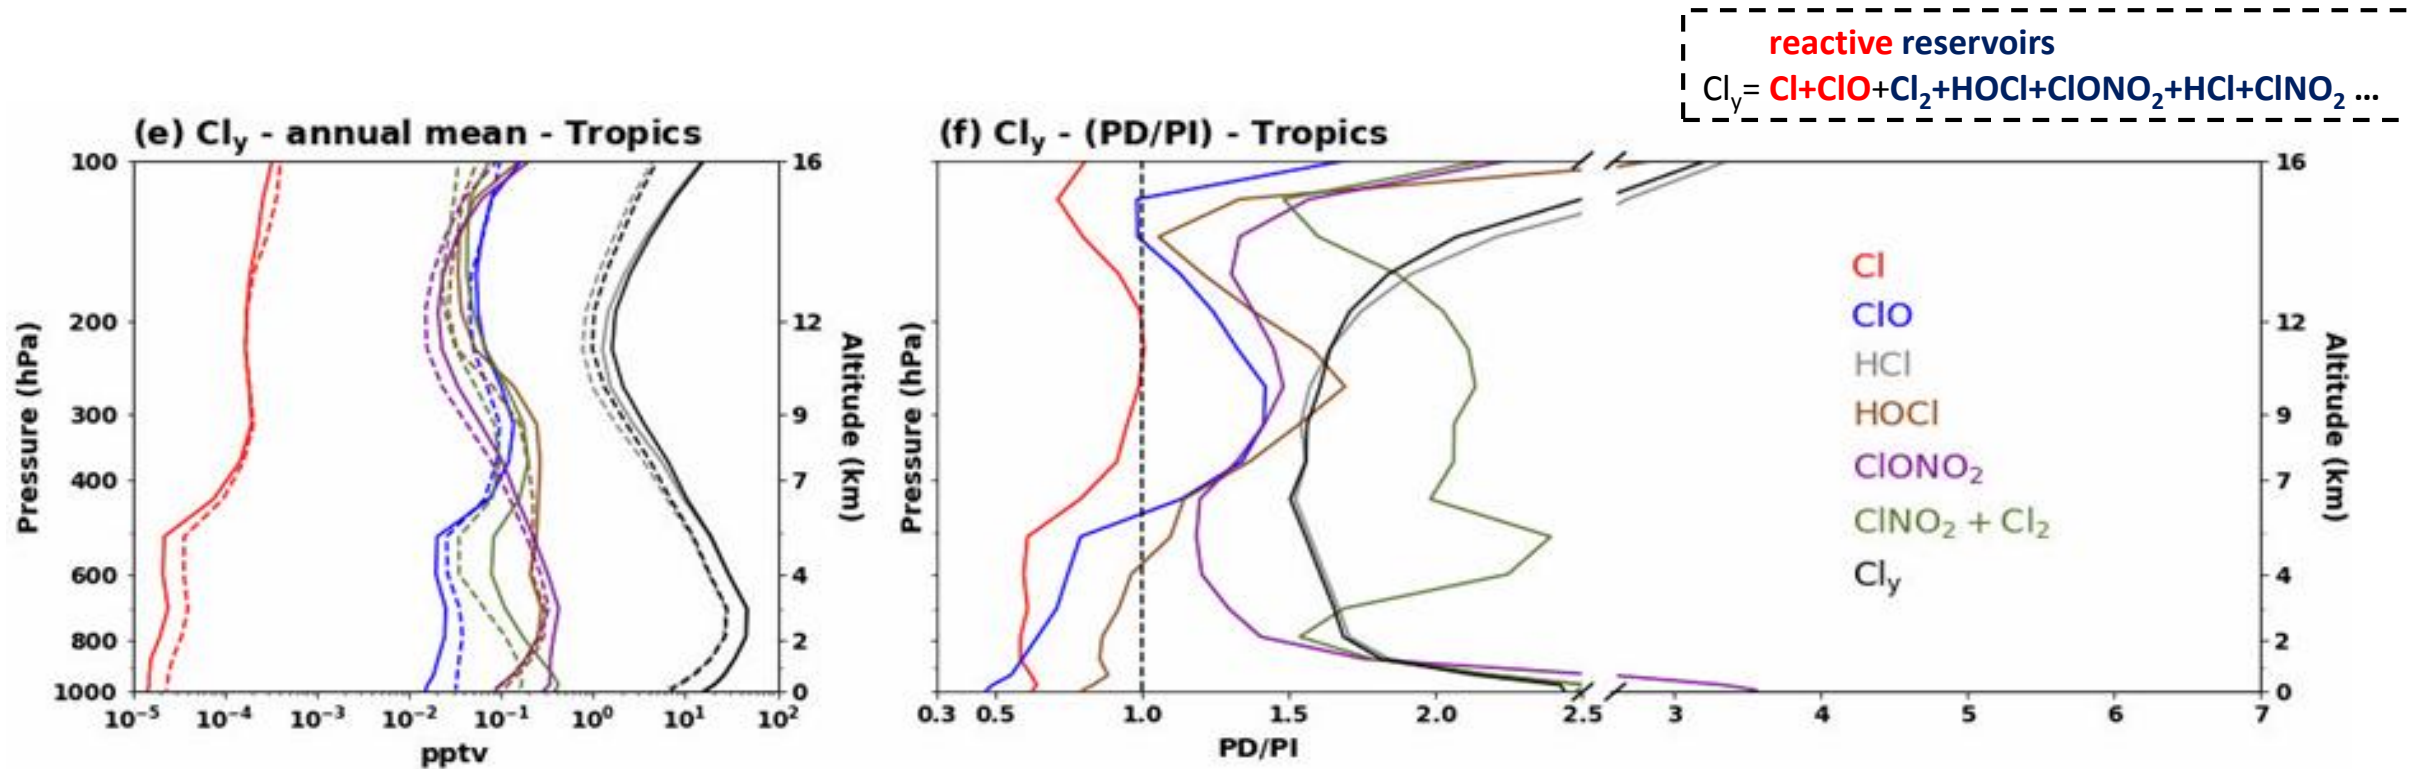 reactive reservoirs
Cly= Cl+ClO+Cl2+HOCl+ClONO2+HCl+ClNO2 ...
(e) Cly - annual mean - Tropics
100
200
300
400
600
800
1000
Pressure (hPa)
16
12
9
7
4
2
0
Altitude (km)
10−5 10−4 10−3 10−2 10−1 100 101 102
pptv
(f) Cly - (PD/PI) - Tropics
Pressure (hPa)
Cl
ClO
HCl
HOCl
ClONO2
ClNO2 + Cl2
Cly
16
12
9
7
4
2
0
Altitude (km)
0.3 0.5 1.0 1.5 2.0 2.5 3 4 5 6 7
PD/PI